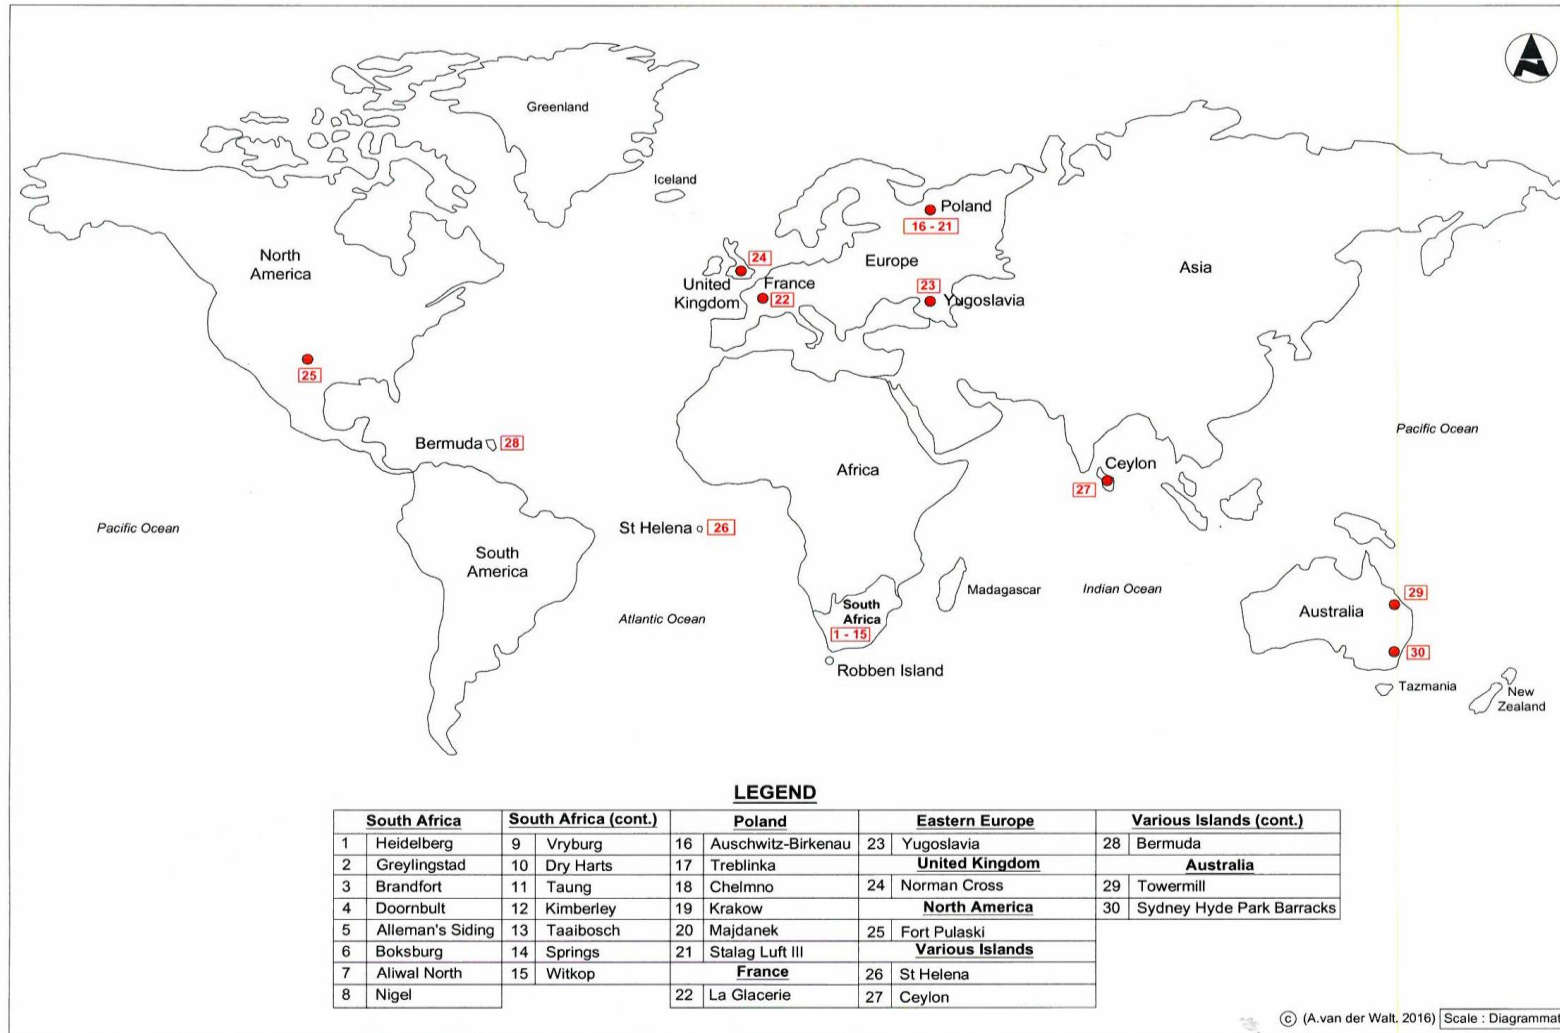 Greenland
Iceland
Poland
16 - 21
North
America
24
United
Kingdom
France
22
Europe
23
Yugoslavia
Asia
25
Bermuda
28
Pacific Ocean
Africa
Ceylon
27
Pacific Ocean
St Helena
26
South
America
Atlantic Ocean
South
Africa
1 - 15
Robben Island
Madagascar
Indian Ocean
Australia
29
30
Tazmania
New
Zealand
LEGEND
South Africa South Africa (cont.) Poland Eastern Europe Various Islands (cont.)
1 Heidelberg 9 Vryburg 16 Auschwitz-Birkenau 23 Yugoslavia 28 Bermuda
2 Greylingstad 10 Dry Harts 17 Treblinka United Kingdom Australia
3 Brandfort 11 Taung 18 Chelmno 24 Norman Cross 29 Towermill
4 Doornbult 12 Kimberley 19 Krakow North America 30 Sydney Hyde Park Barracks
5 Alleman's Siding 13 Taaibosch 20 Majdanek 25 Fort Pulaski
6 Boksburg 14 Springs 21 Stalag Luft III Various Islands
7 Aliwal North 15 Witkop France 26 St Helena
8 Nigel 22 La Glacerie 27 Ceylon
© (A.van der Walt. 2016) Scale : Diagrammat